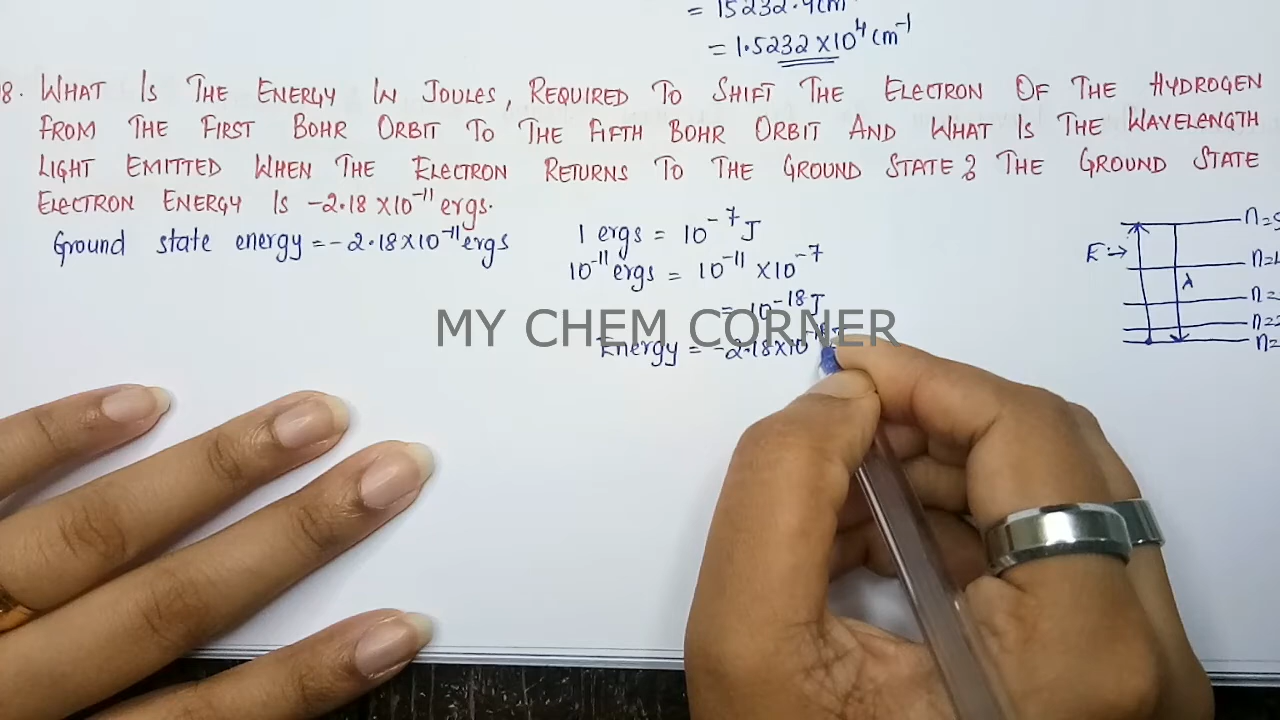 = 15232.4cm
= 1.5232 × 10⁴ cm⁻¹
8. WHAT IS THE ENERGY IN JOULES, REQUIRED TO SHIFT THE ELECTRON OF THE HYDROGEN
FROM THE FIRST BOHR ORBIT TO THE FIFTH BOHR ORBIT AND WHAT IS THE WAVELENGTH
LIGHT EMITTED WHEN THE ELECTRON RETURNS TO THE GROUND STATE? THE GROUND STATE
ELECTRON ENERGY IS -2.18 ×10⁻¹¹ ergs.
Ground state energy = -2.18×10⁻¹¹ ergs
1 ergs = 10⁻⁷ J
10⁻¹¹ ergs = 10⁻¹¹ ×10⁻⁷
= 10⁻¹⁸ J
Energy = -2.18×10⁻¹⁸ J
E →
λ
n=5
n=4
n=
n=
n=
MY CHEM CORNER